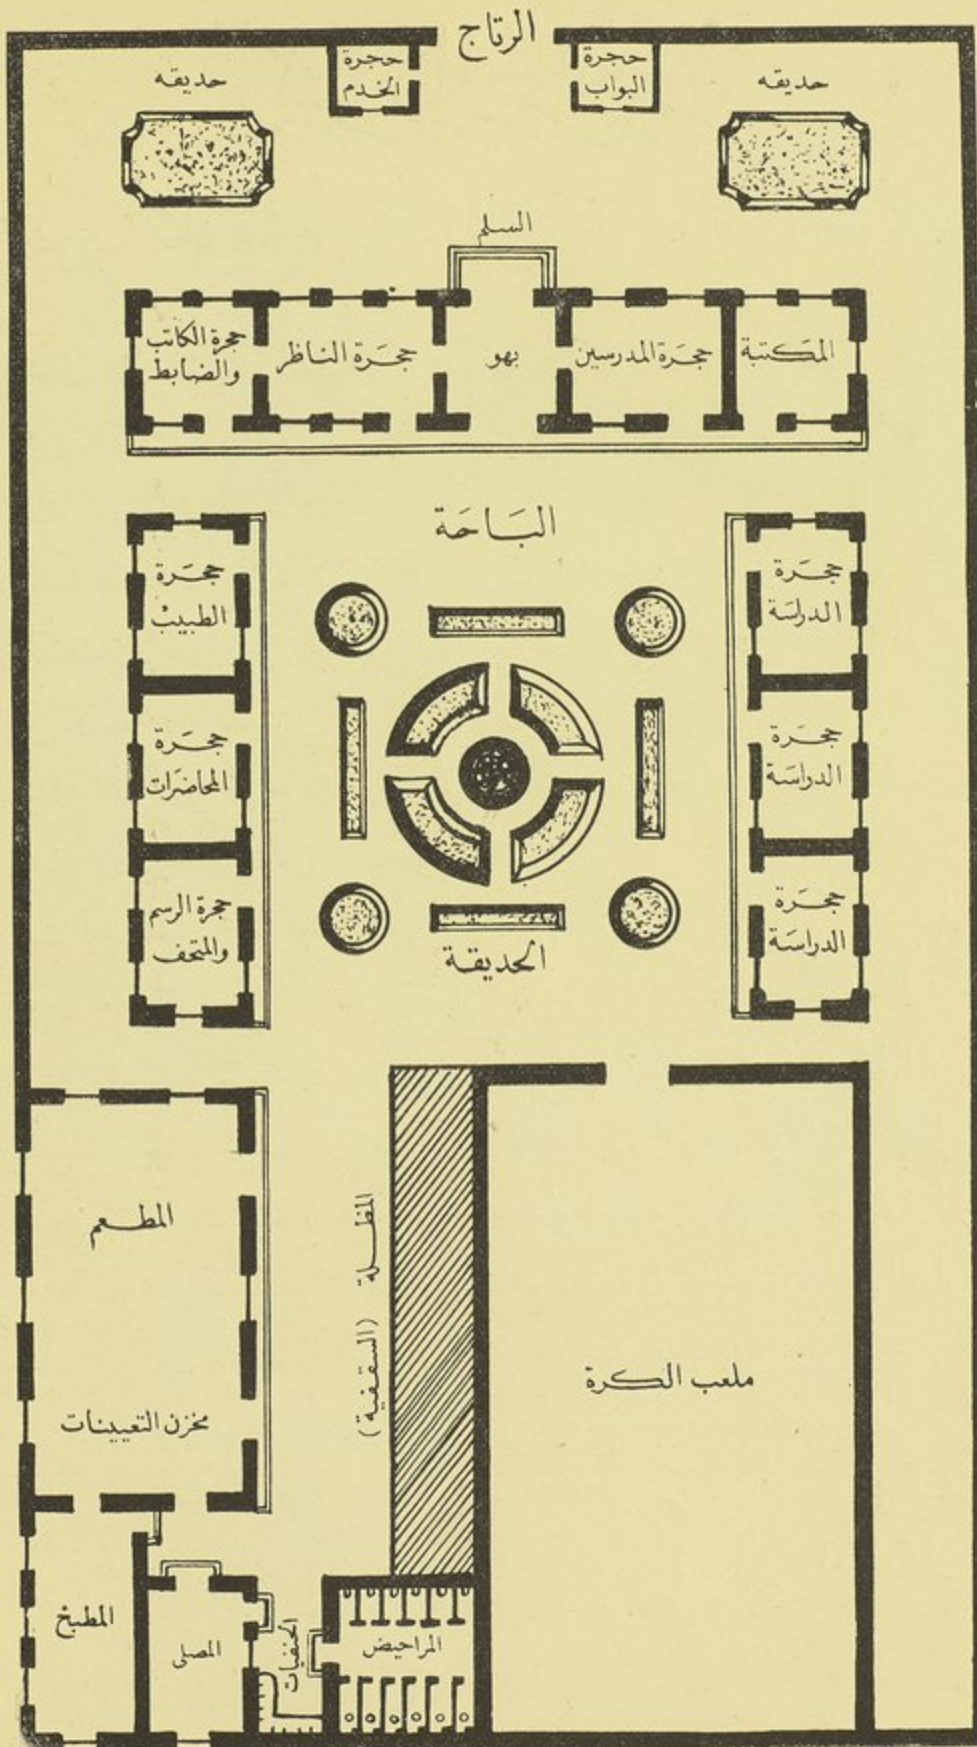 الرتاج
حجرة
البواب
حجرة
الخدم
حديقه
حديقه
السلم
المكتبة
حجرة المدرسين
بهو
حجرة الناظر
حجرة الكاتب
والضابط
الباحة
حجرة
الدراسة
حجرة
الطبيب
حجرة
الدراسة
حجرة
المحاضرات
حجرة
الدراسة
حجرة الرسم
والمتحف
الحديقة
المطعم
المظلة (السقفية)
ملعب الكرة
مخزن التعيينات
المطبخ
المصلى
الحنفيات
المراحيض